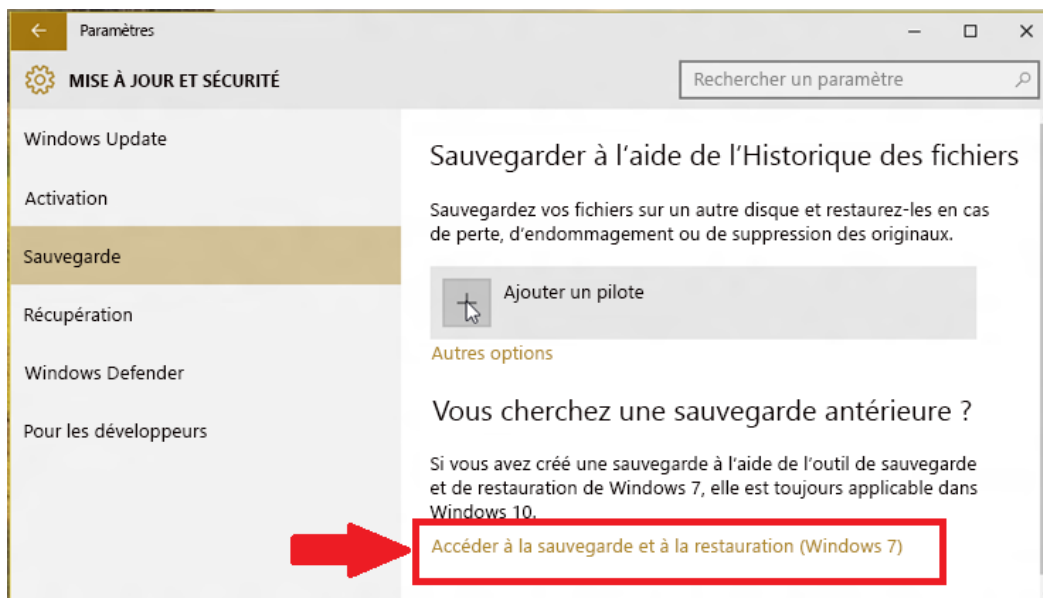 Paramètres
MISE À JOUR ET SÉCURITÉ
Rechercher un paramètre
Windows Update
Activation
Sauvegarde
Récupération
Windows Defender
Pour les développeurs
Sauvegarder à l'aide de l'Historique des fichiers
Sauvegardez vos fichiers sur un autre disque et restaurez-les en cas
de perte, d'endommagement ou de suppression des originaux.
Ajouter un pilote
Autres options
Vous cherchez une sauvegarde antérieure ?
Si vous avez créé une sauvegarde à l'aide de l'outil de sauvegarde
et de restauration de Windows 7, elle est toujours applicable dans
Windows 10.
Accéder à la sauvegarde et à la restauration (Windows 7)